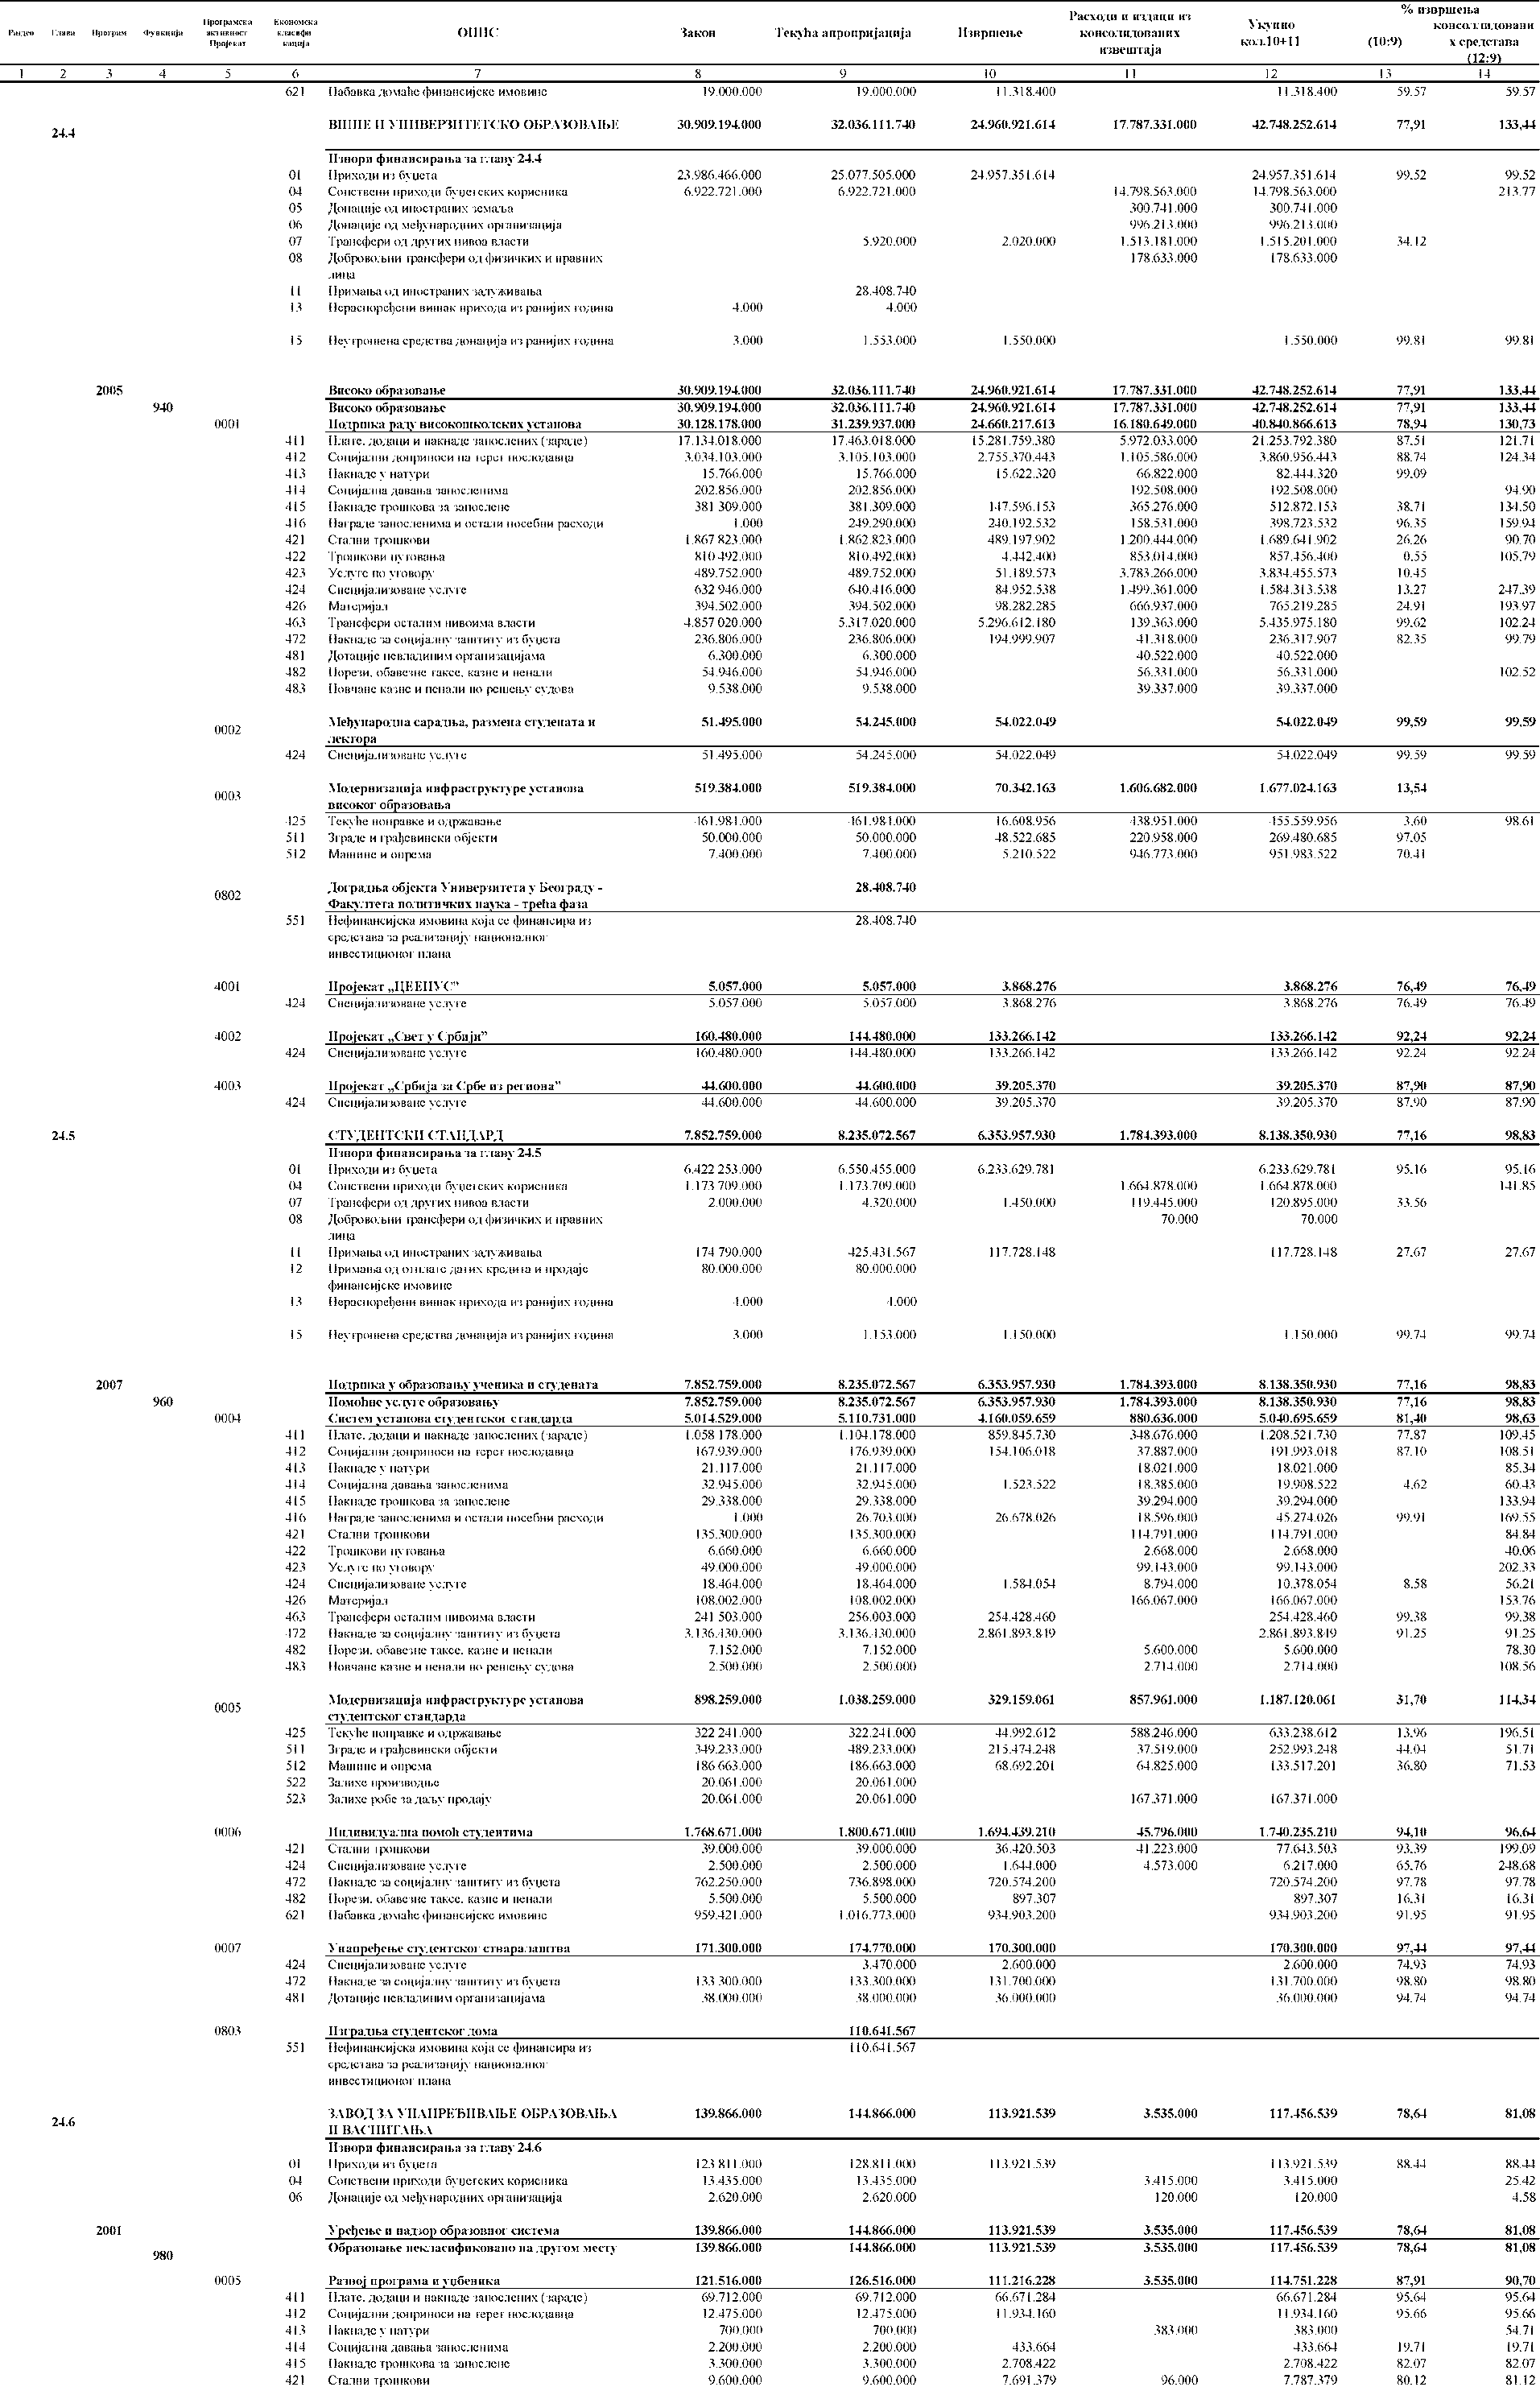 Раздео Глава Програм Функција Програмска активност Пројекат Економска класификација ОПИС Закон Текућа апропријација Извршење Расходи и издаци из консолидованих извештаја Укупно кол.10+11 % извршења (10:9) консолидованих средстава (12:9)
1 2 3 4 5 6 7 8 9 10 11 12 13 14
621 Набавка домаће финансијске имовине 19.000.000 19.000.000 11.318.400 11.318.400 59,57 59,57
24.4 ВИШЕ И УНИВЕРЗИТЕТСКО ОБРАЗОВАЊЕ 30.909.194.000 32.036.111.740 24.960.921.614 17.787.331.000 42.748.252.614 77,91 133,44
Извори финансирања за главу 24.4
01 Приходи из буџета 23.986.466.000 25.077.505.000 24.957.351.614 24.957.351.614 99,52 99,52
04 Сопствени приходи буџетских корисника 6.922.721.000 6.922.721.000 14.798.563.000 14.798.563.000 213,77
05 Донације од иностраних земаља 300.741.000 300.741.000
06 Донације од међународних организација 996.213.000 996.213.000
07 Трансфери од других нивоа власти 5.920.000 2.020.000 1.513.181.000 1.515.201.000 34,12
08 Добровољни трансфери од физичких и правних 178.633.000 178.633.000
лица
11 Примања од иностраних задуживања 28.408.740
13 Нераспоређени вишак прихода из ранијих година 4.000 4.000
15 Неутрошена средства донација из ранијих година 3.000 1.553.000 1.550.000 1.550.000 99,81 99,81
2005 Високо образовање 30.909.194.000 32.036.111.740 24.960.921.614 17.787.331.000 42.748.252.614 77,91 133,44
940 Високо образовање 30.909.194.000 32.036.111.740 24.960.921.614 17.787.331.000 42.748.252.614 77,91 133,44
0001 Подршка раду високошколских установа 30.128.178.000 31.239.937.000 24.660.217.613 16.180.649.000 40.840.866.613 78,94 130,73
411 Плате, додаци и накнаде запослених (зараде) 17.134.018.000 17.463.018.000 15.281.759.380 5.972.033.000 21.253.792.380 87,51 121,71
412 Социјални доприноси на терет послодавца 3.034.103.000 3.105.103.000 2.755.370.443 1.105.586.000 3.860.956.443 88,74 124,34
413 Накнаде у натури 15.766.000 15.766.000 15.622.320 66.822.000 82.444.320 99,09
414 Социјална давања запосленима 202.856.000 202.856.000 192.508.000 192.508.000 94,90
415 Накнаде трошкова за запослене 381.309.000 381.309.000 147.596.153 365.276.000 512.872.153 38,71 134,50
416 Награде запосленима и остали посебни расходи 1.000 249.290.000 240.192.532 158.531.000 398.723.532 96,35 159,94
421 Стални трошкови 1.867.823.000 1.862.823.000 489.197.902 1.200.444.000 1.689.641.902 26,26 90,70
422 Трошкови путовања 810.492.000 810.492.000 4.442.400 853.014.000 857.456.400 0,55 105,79
423 Услуге по уговору 489.752.000 489.752.000 51.189.573 3.783.266.000 3.834.455.573 10,45
424 Специјализоване услуге 632.946.000 640.416.000 84.952.538 1.499.361.000 1.584.313.538 13,27 247,39
426 Материјал 394.502.000 394.502.000 98.282.285 666.937.000 765.219.285 24,91 193,97
463 Трансфери осталим нивоима власти 4.857.020.000 5.317.020.000 5.296.612.180 139.363.000 5.435.975.180 99,62 102,24
472 Накнаде за социјалну заштиту из буџета 236.806.000 236.806.000 194.999.907 41.318.000 236.317.907 82,35 99,79
481 Дотације невладиним организацијама 6.300.000 6.300.000 40.522.000 40.522.000
482 Порези, обавезне таксе, казне и пенали 54.946.000 54.946.000 56.331.000 56.331.000 102,52
483 Новчане казне и пенали по решењу судова 9.538.000 9.538.000 39.337.000 39.337.000
0002 Међународна сарадња, размена студената и лектора 51.495.000 54.245.000 54.022.049 54.022.049 99,59 99,59
424 Специјализоване услуге 51.495.000 54.245.000 54.022.049 54.022.049 99,59 99,59
0003 Модернизација инфраструктуре установа високог образовања 519.384.000 519.384.000 70.342.163 1.606.682.000 1.677.024.163 13,54
425 Текуће поправке и одржавање 461.984.000 461.984.000 16.608.956 438.951.000 455.559.956 3,60 98,61
511 Зграде и грађевински објекти 50.000.000 50.000.000 48.522.685 220.958.000 269.480.685 97,05
512 Машине и опрема 7.400.000 7.400.000 5.210.522 946.773.000 951.983.522 70,41
0802 Доградња објекта Универзитета у Београду - Факултета политичких наука - трећа фаза 28.408.740
551 Нефинансијска имовина која се финансира из 28.408.740
средстава за реализацију националног
инвестиционог плана
4001 Пројекат „ЦЕЕПУС” 5.057.000 5.057.000 3.868.276 3.868.276 76,49 76,49
424 Специјализоване услуге 5.057.000 5.057.000 3.868.276 3.868.276 76,49 76,49
4002 Пројекат „Свет у Србији” 160.480.000 144.480.000 133.266.142 133.266.142 92,24 92,24
424 Специјализоване услуге 160.480.000 144.480.000 133.266.142 133.266.142 92,24 92,24
4003 Пројекат „Србија за Србе из региона” 44.600.000 44.600.000 39.205.370 39.205.370 87,90 87,90
424 Специјализоване услуге 44.600.000 44.600.000 39.205.370 39.205.370 87,90 87,90
24.5 СТУДЕНТСКИ СТАНДАРД 7.852.759.000 8.235.072.567 6.353.957.930 1.784.393.000 8.138.350.930 77,16 98,83
Извори финансирања за главу 24.5
01 Приходи из буџета 6.422.253.000 6.550.455.000 6.233.629.781 6.233.629.781 95,16 95,16
04 Сопствени приходи буџетских корисника 1.173.709.000 1.173.709.000 1.664.878.000 1.664.878.000 141,85
07 Трансфери од других нивоа власти 2.000.000 4.320.000 1.450.000 119.445.000 120.895.000 33,56
08 Добровољни трансфери од физичких и правних 70.000 70.000
лица
11 Примања од иностраних задуживања 174.790.000 425.431.567 117.728.148 117.728.148 27,67 27,67
12 Примања од отплате датих кредита и продаје 80.000.000 80.000.000
финансијске имовине
13 Нераспоређени вишак прихода из ранијих година 4.000 4.000
15 Неутрошена средства донација из ранијих година 3.000 1.153.000 1.150.000 1.150.000 99,74 99,74
2007 Подршка у образовању ученика и студената 7.852.759.000 8.235.072.567 6.353.957.930 1.784.393.000 8.138.350.930 77,16 98,83
960 Помоћне услуге образовању 7.852.759.000 8.235.072.567 6.353.957.930 1.784.393.000 8.138.350.930 77,16 98,83
0004 Систем установа студентског стандарда 5.014.529.000 5.110.731.000 4.160.059.659 880.636.000 5.040.695.659 81,40 98,63
411 Плате, додаци и накнаде запослених (зараде) 1.058.178.000 1.104.178.000 859.845.730 348.676.000 1.208.521.730 77,87 109,45
412 Социјални доприноси на терет послодавца 167.939.000 176.939.000 154.106.018 37.887.000 191.993.018 87,10 108,51
413 Накнаде у натури 21.117.000 21.117.000 18.021.000 18.021.000 85,34
414 Социјална давања запосленима 32.945.000 32.945.000 1.523.522 18.385.000 19.908.522 4,62 60,43
415 Накнаде трошкова за запослене 29.338.000 29.338.000 39.294.000 39.294.000 133,94
416 Награде запосленима и остали посебни расходи 1.000 26.703.000 26.678.026 18.596.000 45.274.026 99,91 169,55
421 Стални трошкови 135.300.000 135.300.000 114.791.000 114.791.000 84,84
422 Трошкови путовања 6.660.000 6.660.000 2.668.000 2.668.000 40,06
423 Услуге по уговору 49.000.000 49.000.000 99.143.000 99.143.000 202,33
424 Специјализоване услуге 18.464.000 18.464.000 1.584.054 8.794.000 10.378.054 8,58 56,21
426 Материјал 108.002.000 108.002.000 166.067.000 166.067.000 153,76
463 Трансфери осталим нивоима власти 241.503.000 256.003.000 254.428.460 254.428.460 99,38 99,38
472 Накнаде за социјалну заштиту из буџета 3.136.430.000 3.136.430.000 2.861.893.849 2.861.893.849 91,25 91,25
482 Порези, обавезне таксе, казне и пенали 7.152.000 7.152.000 5.600.000 5.600.000 78,30
483 Новчане казне и пенали по решењу судова 2.500.000 2.500.000 2.714.000 2.714.000 108,56
0005 Модернизација инфраструктуре установа студентског стандарда 898.259.000 1.038.259.000 329.159.061 857.961.000 1.187.120.061 31,70 114,34
425 Текуће поправке и одржавање 322.241.000 322.241.000 44.992.612 588.246.000 633.238.612 13,96 196,51
511 Зграде и грађевински објекти 349.233.000 489.233.000 215.474.248 37.519.000 252.993.248 44,04 51,71
512 Машине и опрема 186.663.000 186.663.000 68.692.201 64.825.000 133.517.201 36,80 71,53
522 Залихе производње 20.061.000 20.061.000
523 Залихе робе за даљу продају 20.061.000 20.061.000 167.371.000 167.371.000
0006 Индивидуална помоћ студентима 1.768.671.000 1.800.671.000 1.694.439.210 45.796.000 1.740.235.210 94,10 96,64
421 Стални трошкови 39.000.000 39.000.000 36.420.503 41.223.000 77.643.503 93,39 199,09
424 Специјализоване услуге 2.500.000 2.500.000 1.644.000 4.573.000 6.217.000 65,76 248,68
472 Накнаде за социјалну заштиту из буџета 762.250.000 736.898.000 720.574.200 720.574.200 97,78 97,78
482 Порези, обавезне таксе, казне и пенали 5.500.000 5.500.000 897.307 897.307 16,31 16,31
621 Набавка домаће финансијске имовине 959.421.000 1.016.773.000 934.903.200 934.903.200 91,95 91,95
0007 Унапређење студентског стваралаштва 171.300.000 174.770.000 170.300.000 170.300.000 97,44 97,44
424 Специјализоване услуге 3.470.000 2.600.000 2.600.000 74,93 74,93
472 Накнаде за социјалну заштиту из буџета 133.300.000 133.300.000 131.700.000 131.700.000 98,80 98,80
481 Дотације невладиним организацијама 38.000.000 38.000.000 36.000.000 36.000.000 94,74 94,74
0803 Изградња студентског дома 110.641.567
551 Нефинансијска имовина која се финансира из 110.641.567
средстава за реализацију националног
инвестиционог плана
24.6 ЗАВОД ЗА УНАПРЕЂИВАЊЕ ОБРАЗОВАЊА И ВАСПИТАЊА 139.866.000 144.866.000 113.921.539 3.535.000 117.456.539 78,64 81,08
Извори финансирања за главу 24.6
01 Приходи из буџета 123.811.000 128.811.000 113.921.539 113.921.539 88,44 88,44
04 Сопствени приходи буџетских корисника 13.435.000 13.435.000 3.415.000 3.415.000 25,42
06 Донације од међународних организација 2.620.000 2.620.000 120.000 120.000 4,58
2001 Уређење и надзор образовног система 139.866.000 144.866.000 113.921.539 3.535.000 117.456.539 78,64 81,08
980 Образовање некласификовано на другом месту 139.866.000 144.866.000 113.921.539 3.535.000 117.456.539 78,64 81,08
0005 Развој програма и уџбеника 121.516.000 126.516.000 111.216.228 3.535.000 114.751.228 87,91 90,70
411 Плате, додаци и накнаде запослених (зараде) 69.712.000 69.712.000 66.671.284 66.671.284 95,64 95,64
412 Социјални доприноси на терет послодавца 12.475.000 12.475.000 11.934.160 11.934.160 95,66 95,66
413 Накнаде у натури 700.000 700.000 383.000 383.000 54,71
414 Социјална давања запосленима 2.200.000 2.200.000 433.664 433.664 19,71 19,71
415 Накнаде трошкова за запослене 3.300.000 3.300.000 2.708.422 2.708.422 82,07 82,07
421 Стални трошкови 9.600.000 9.600.000 7.691.379 96.000 7.787.379 80,12 81,12